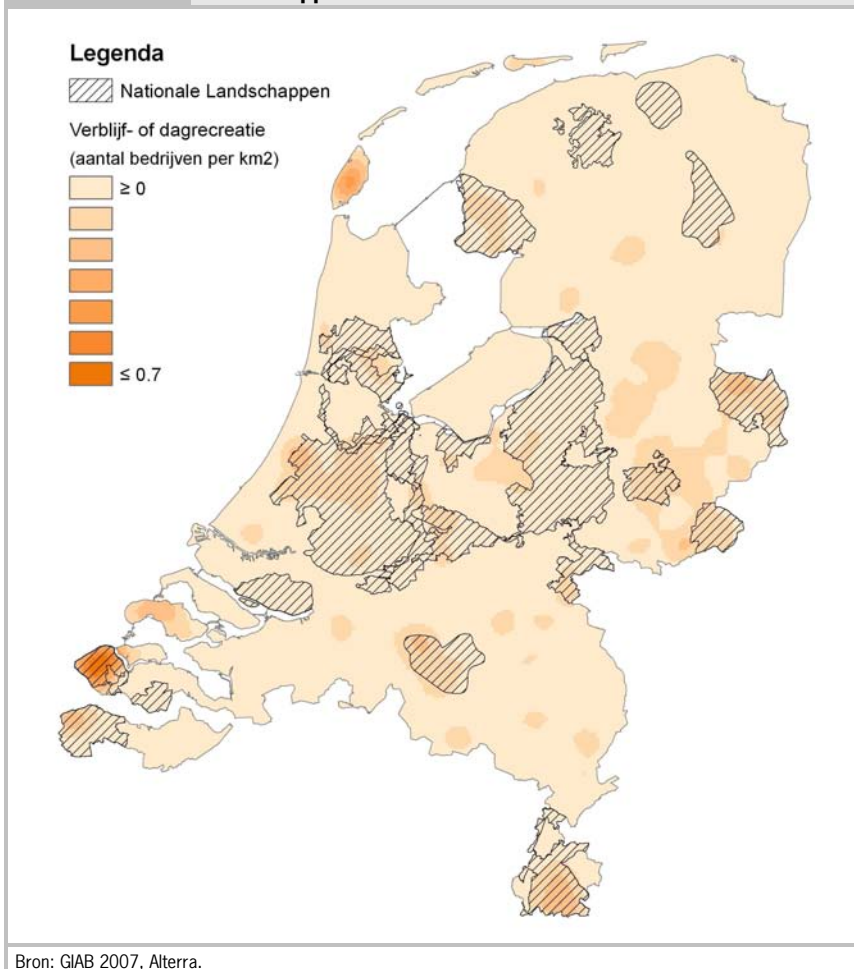 Legenda
Nationale Landschappen
Verblijf- of dagrecreatie
(aantal bedrijven per km2)
≥ 0
≤ 0.7
Bron: GIAB 2007, Alterra.